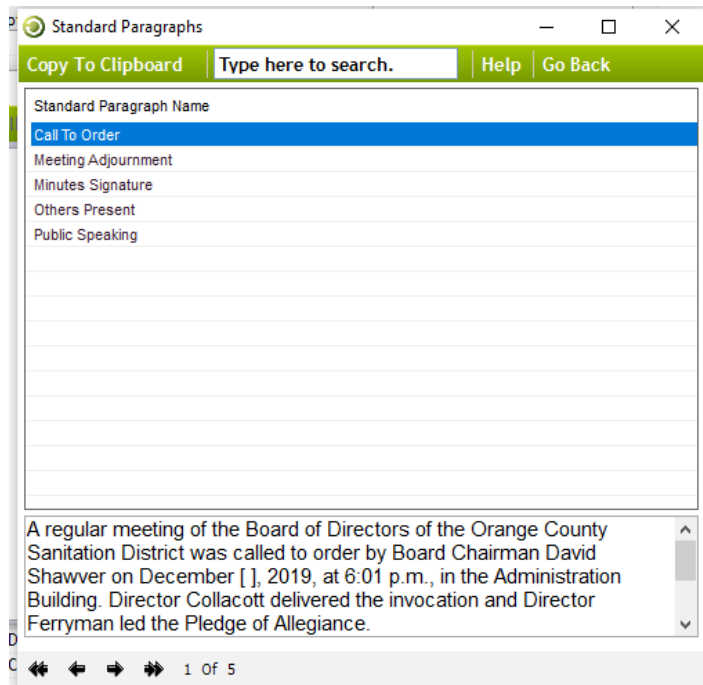 Standard Paragraphs
Copy To Clipboard Type here to search. Help Go Back
Standard Paragraph Name
Call To Order
Meeting Adjournment
Minutes Signature
Others Present
Public Speaking
A regular meeting of the Board of Directors of the Orange County
Sanitation District was called to order by Board Chairman David
Shawver on December [ ], 2019, at 6:01 p.m., in the Administration
Building. Director Collacott delivered the invocation and Director
Ferryman led the Pledge of Allegiance.
1 Of 5